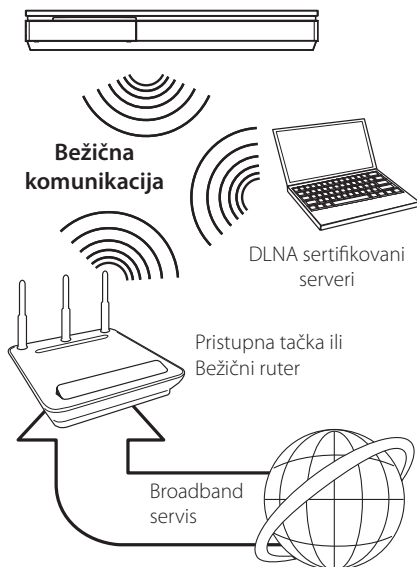 Bežična
komunikacija
DLNA sertifikovani
serveri
Pristupna tačka ili
Bežični ruter
Broadband
servis